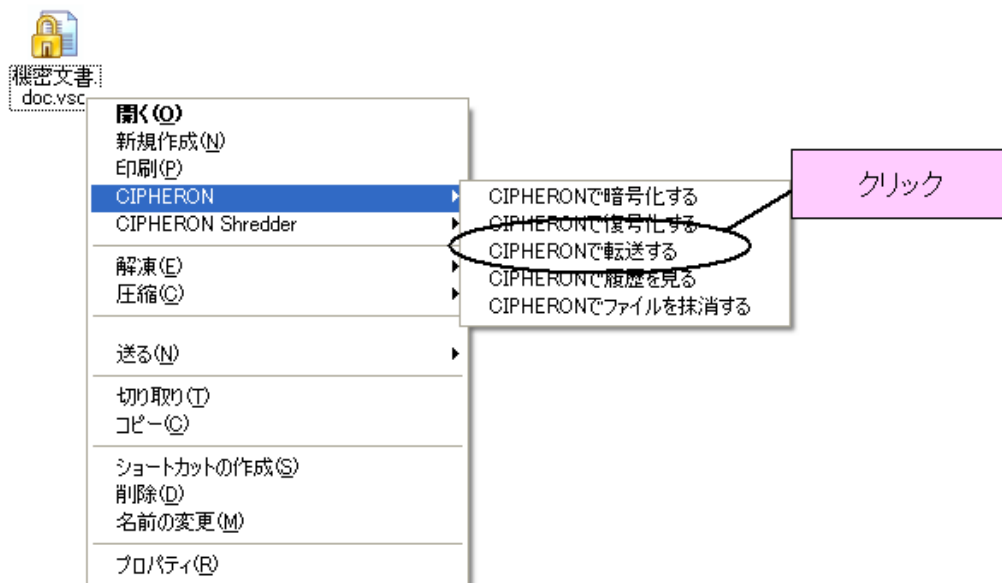 機密文書.
doc.vsc
開く(O)
新規作成(N)
印刷(P)
CIPHERON
CIPHERON Shredder
解凍(E)
圧縮(C)
送る(N)
切り取り(T)
コピー(C)
ショートカットの作成(S)
削除(D)
名前の変更(M)
プロパティ(R)
CIPHERONで暗号化する
CIPHERONで復号化する
CIPHERONで転送する
CIPHERONで履歴を見る
CIPHERONでファイルを抹消する
クリック